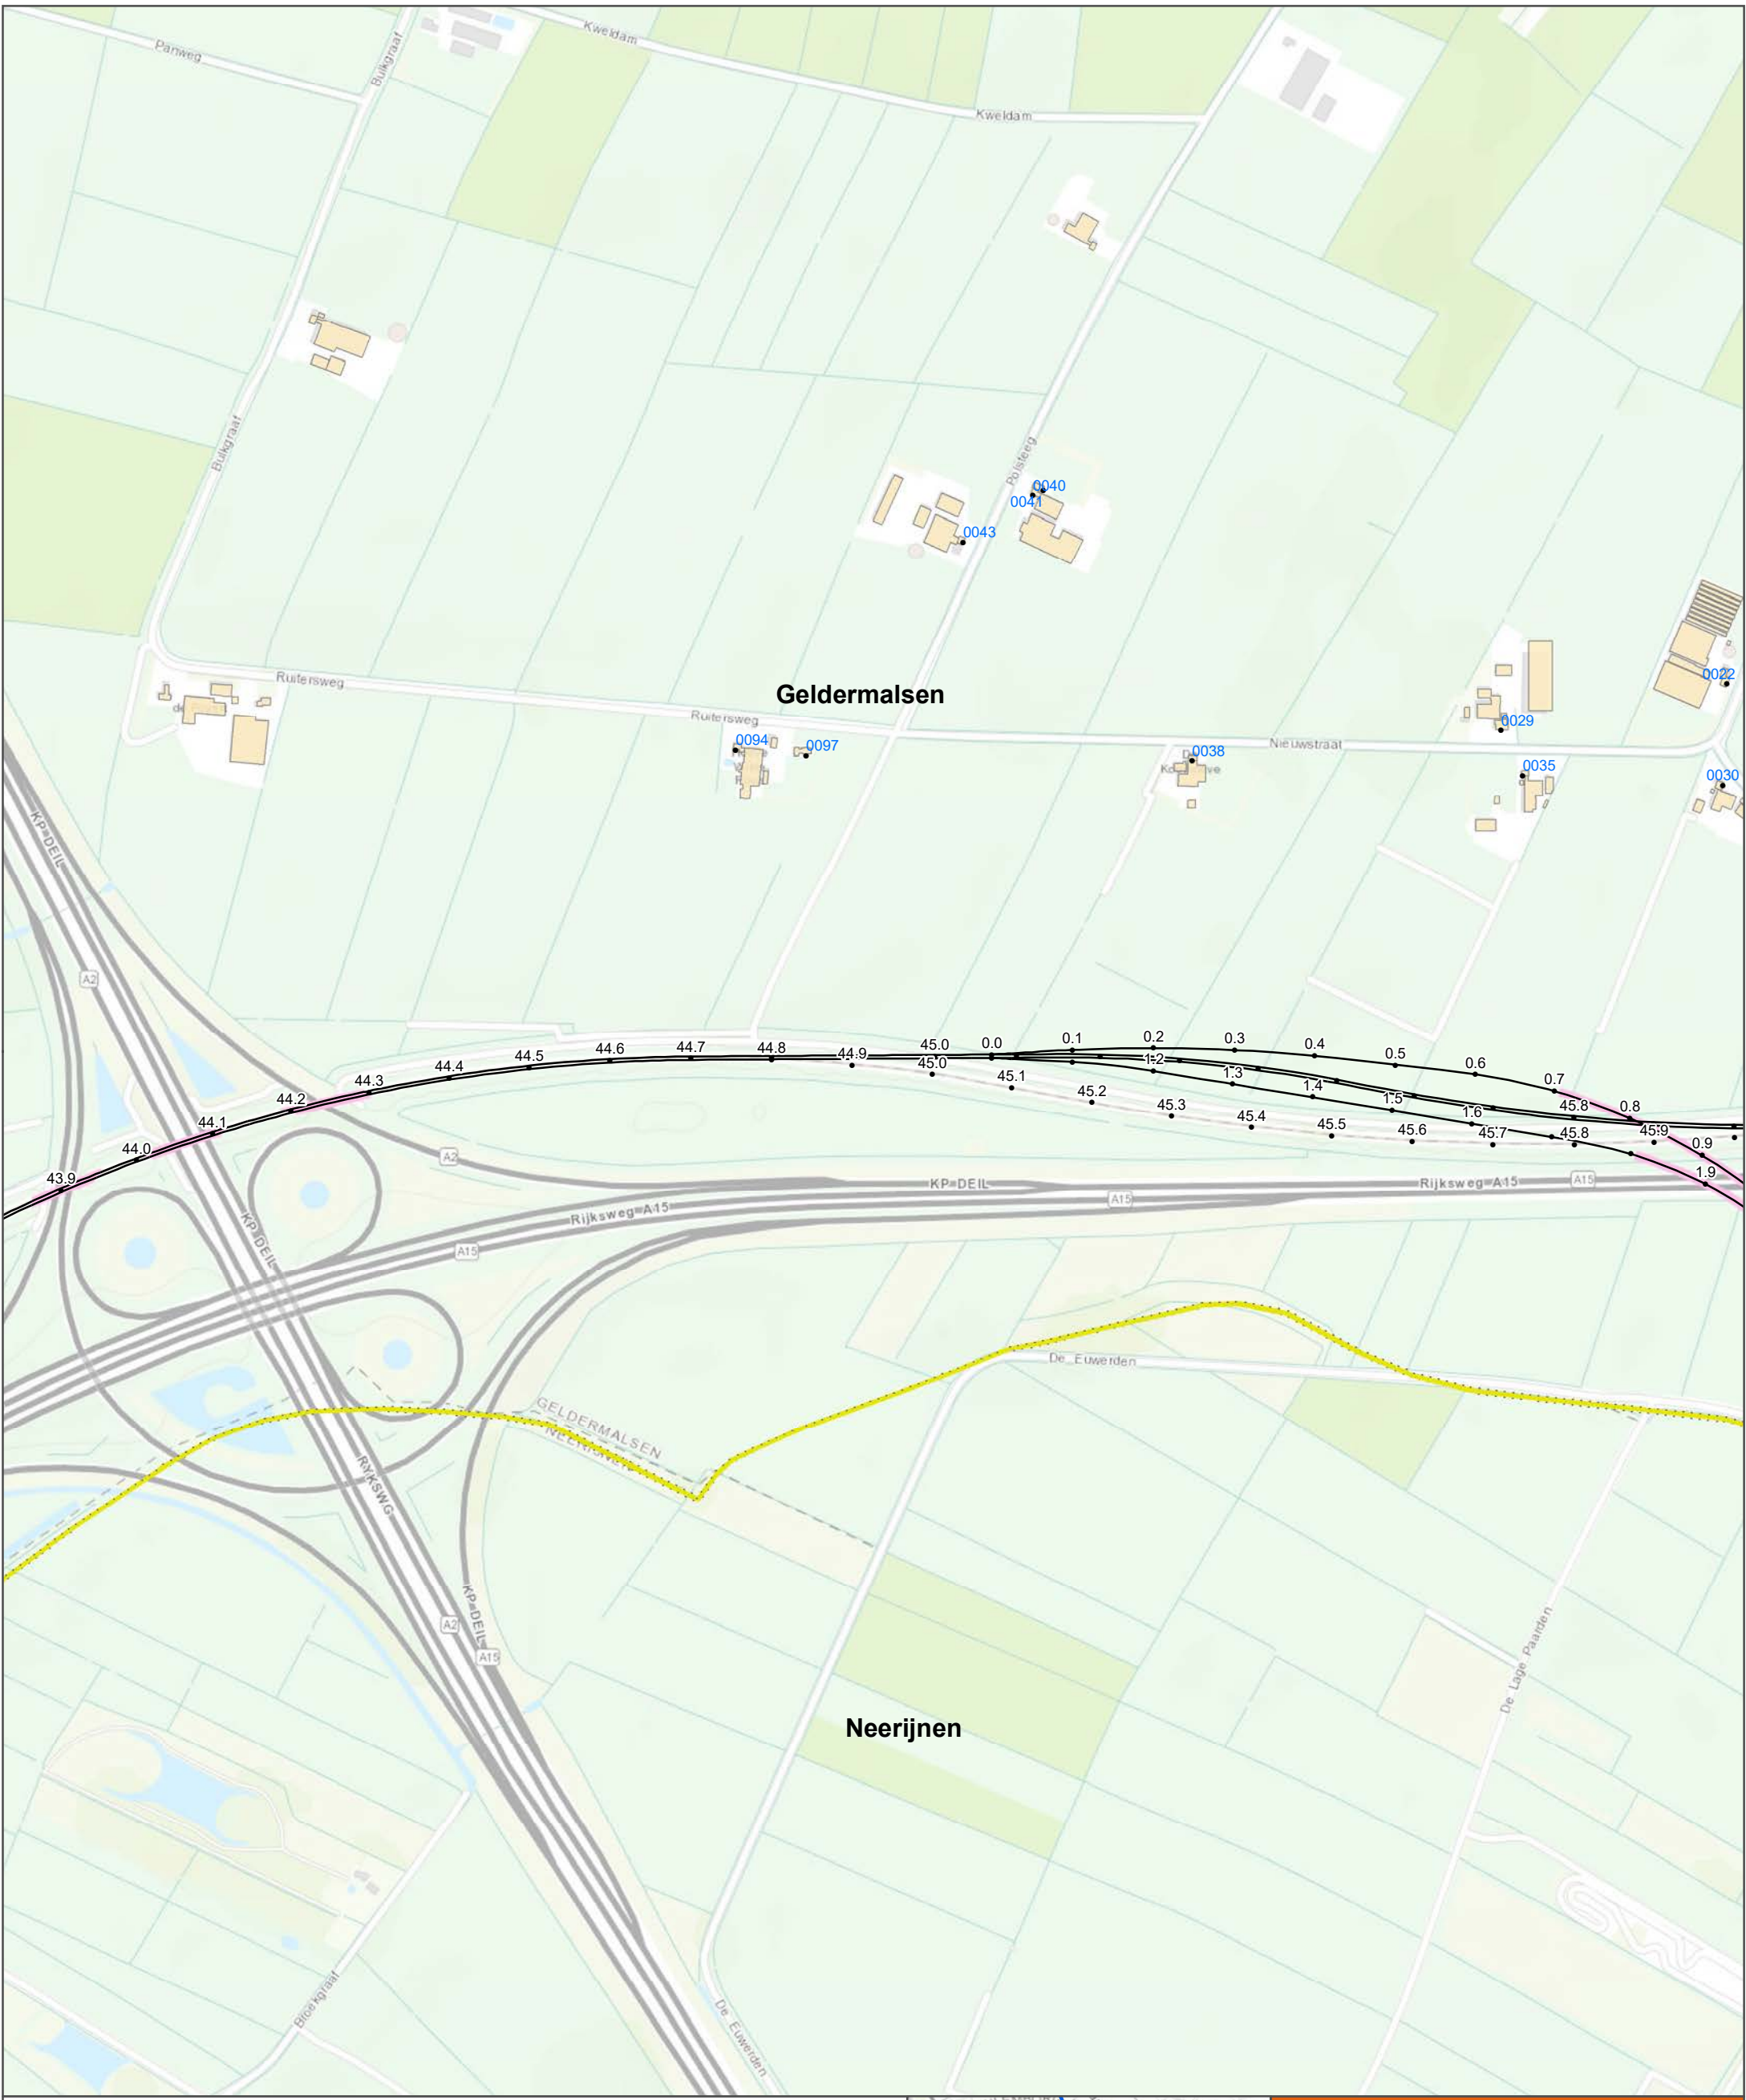 Panweg
Bulkgraaf
Kweldam
Kweldam
Bulkgraaf
Polsteeg
0040
0041
0043
Ruitersweg
Geldermalsen
Ruitersweg
0094
0097
Nieuwstraat
0038
0029
0022
0035
0030
KP DEIL
A2
43.9
44.0
44.1
44.2
44.3
44.4
44.5
44.6
44.7
44.8
44.9
45.0
0.0
0.1
0.2
0.3
0.4
0.5
0.6
0.7
0.8
0.9
45.0
45.1
45.2
45.3
45.4
45.5
45.6
45.7
45.8
45.9
1.2
1.3
1.4
1.5
1.6
45.8
1.9
A2
KP DEIL
KP DEIL
Rijksweg A15
A15
A15
Rijksweg A15
A15
De Euwerden
GELDERMALSEN
RYKSWG
KP DEIL
A2
A15
De Lage Paarden
Neerijnen
Broekgraaf
De Euwerden